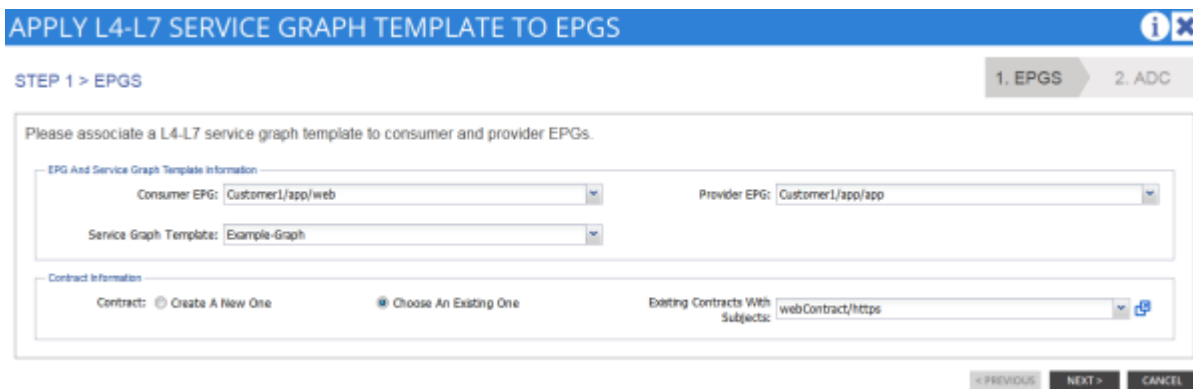 APPLY L4-L7 SERVICE GRAPH TEMPLATE TO EPGS
STEP 1 > EPGS
1. EPGS
2. ADC
Please associate a L4-L7 service graph template to consumer and provider EPGs.
EPG And Service Graph Template Information
Consumer EPG: Customer1/app/web
Provider EPG: Customer1/app/app
Service Graph Template: Example-Graph
Contract Information
Contract: Create A New One
Choose An Existing One
Existing Contracts With Subjects: webContract/https
< PREVIOUS
NEXT >
CANCEL